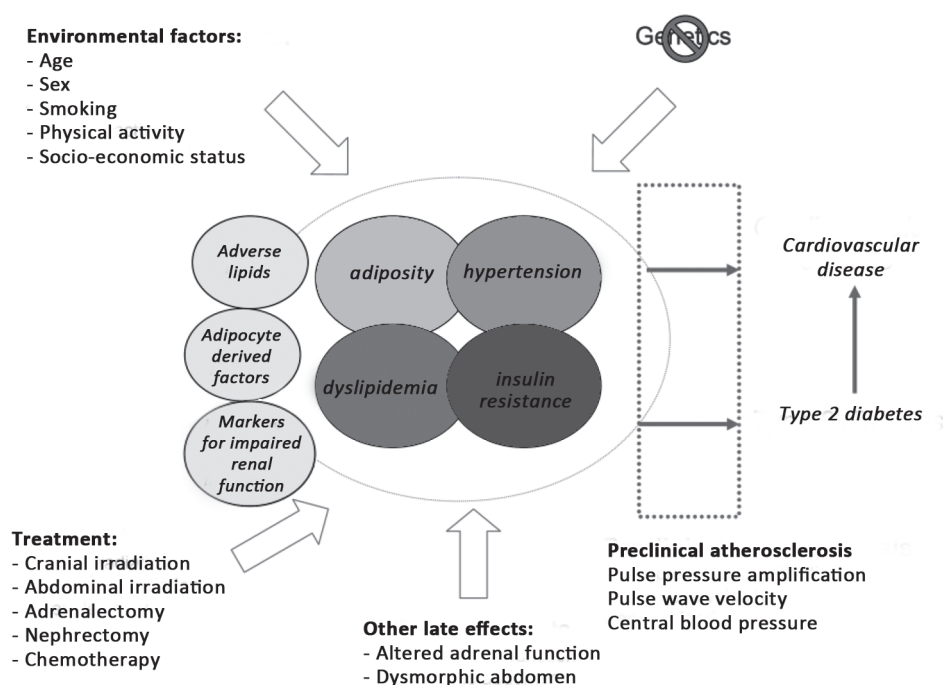 Environmental factors:
- Age
- Sex
- Smoking
- Physical activity
- Socio-economic status
Genetics
Adverse
lipids
Adipocyte
derived
factors
Markers
for impaired
renal
function
adiposity
hypertension
dyslipidemia
insulin
resistance
Cardiovascular
disease
Type 2 diabetes
Treatment:
- Cranial irradiation
- Abdominal irradiation
- Adrenalectomy
- Nephrectomy
- Chemotherapy
Other late effects:
- Altered adrenal function
- Dysmorphic abdomen
Preclinical atherosclerosis
Pulse pressure amplification
Pulse wave velocity
Central blood pressure